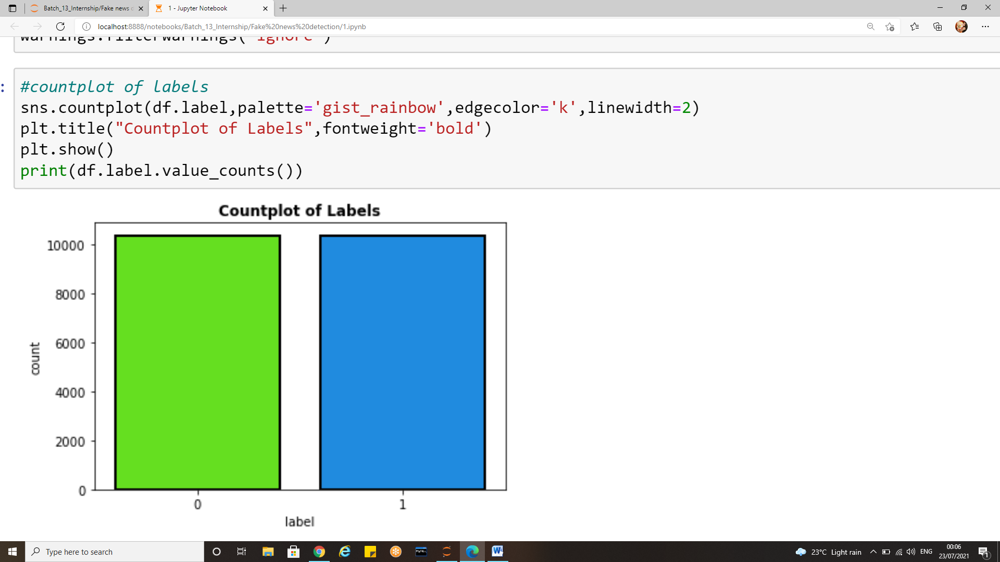 Batch_13_Internship/Fake news d
1 - Jupyter Notebook
localhost:8888/notebooks/Batch_13_Internship/Fake%20news%20detection/1.ipynb
warnings.filterwarnings('ignore')
:
#countplot of labels
sns.countplot(df.label,palette='gist_rainbow',edgecolor='k',linewidth=2)
plt.title("Countplot of Labels",fontweight='bold')
plt.show()
print(df.label.value_counts())
Countplot of Labels
10000
8000
6000
4000
2000
0
count
0 1
label
Type here to search
MySQL
W
23°C Light rain
ENG
00:06
23/07/2021
1